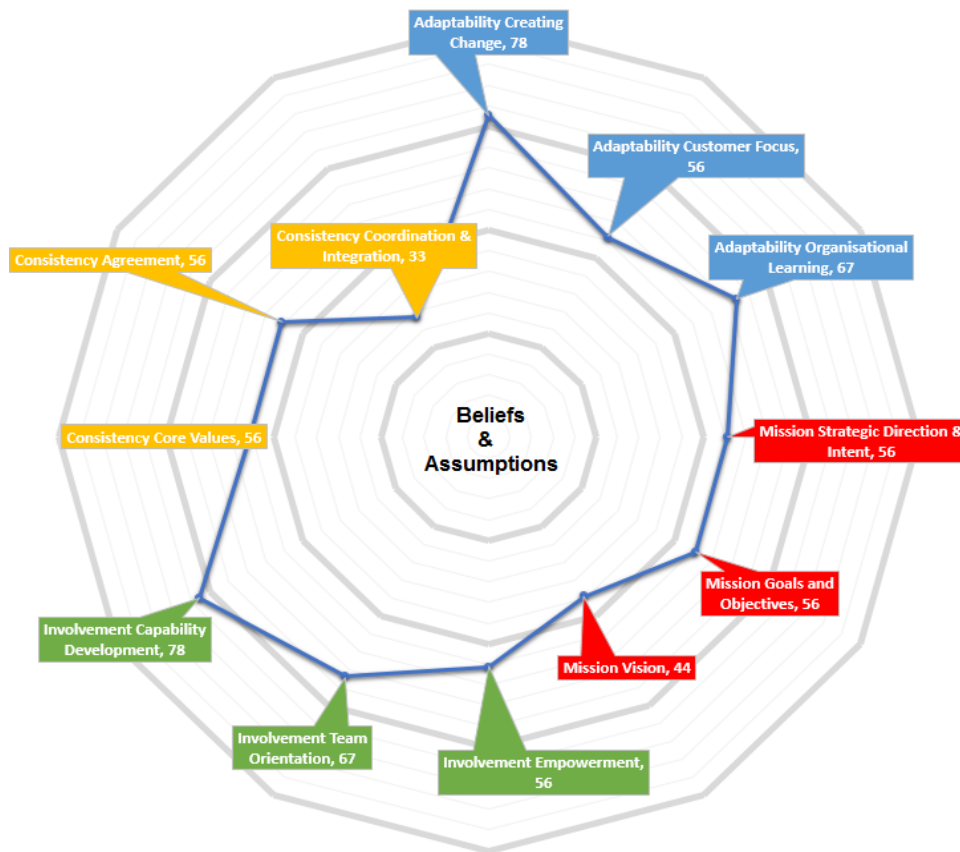 Adaptability Creating
Change, 78
Adaptability Customer Focus,
56
Adaptability Organisational
Learning, 67
Mission Strategic Direction &
Intent, 56
Mission Goals and
Objectives, 56
Mission Vision, 44
Involvement Empowerment,
56
Involvement Team
Orientation, 67
Involvement Capability
Development, 78
Consistency Core Values, 56
Consistency Agreement, 56
Consistency Coordination &
Integration, 33
Beliefs
&
Assumptions